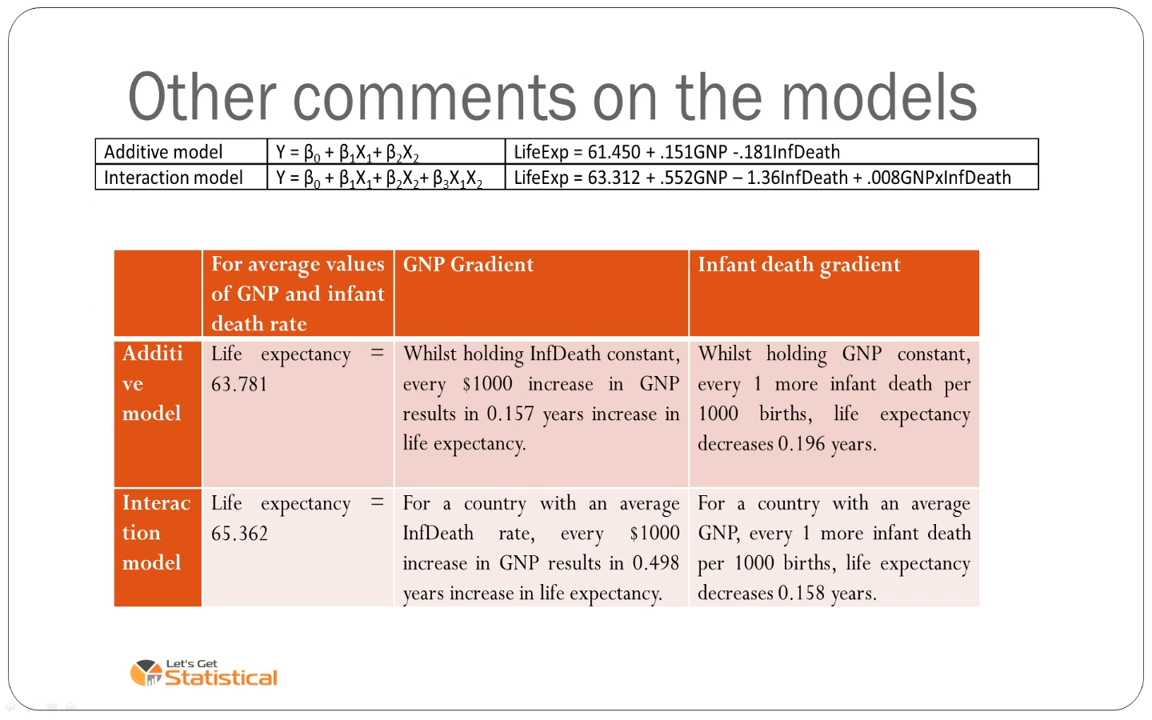 Other comments on the models
Additive model Y = β0 + β1X1+ β2X2 LifeExp = 61.450 + .151GNP -.181InfDeath
Interaction model Y = β0 + β1X1+ β2X2+ β3X1X2 LifeExp = 63.312 + .552GNP – 1.36InfDeath + .008GNPxInfDeath
For average values
of GNP and infant
death rate
GNP Gradient
Infant death gradient
Additi
ve
model
Life expectancy =
63.781
Whilst holding InfDeath constant,
every $1000 increase in GNP
results in 0.157 years increase in
life expectancy.
Whilst holding GNP constant,
every 1 more infant death per
1000 births, life expectancy
decreases 0.196 years.
Interac
tion
model
Life expectancy =
65.362
For a country with an average
InfDeath rate, every $1000
increase in GNP results in 0.498
years increase in life expectancy.
For a country with an average
GNP, every 1 more infant death
per 1000 births, life expectancy
decreases 0.158 years.
Let's Get
Statistical